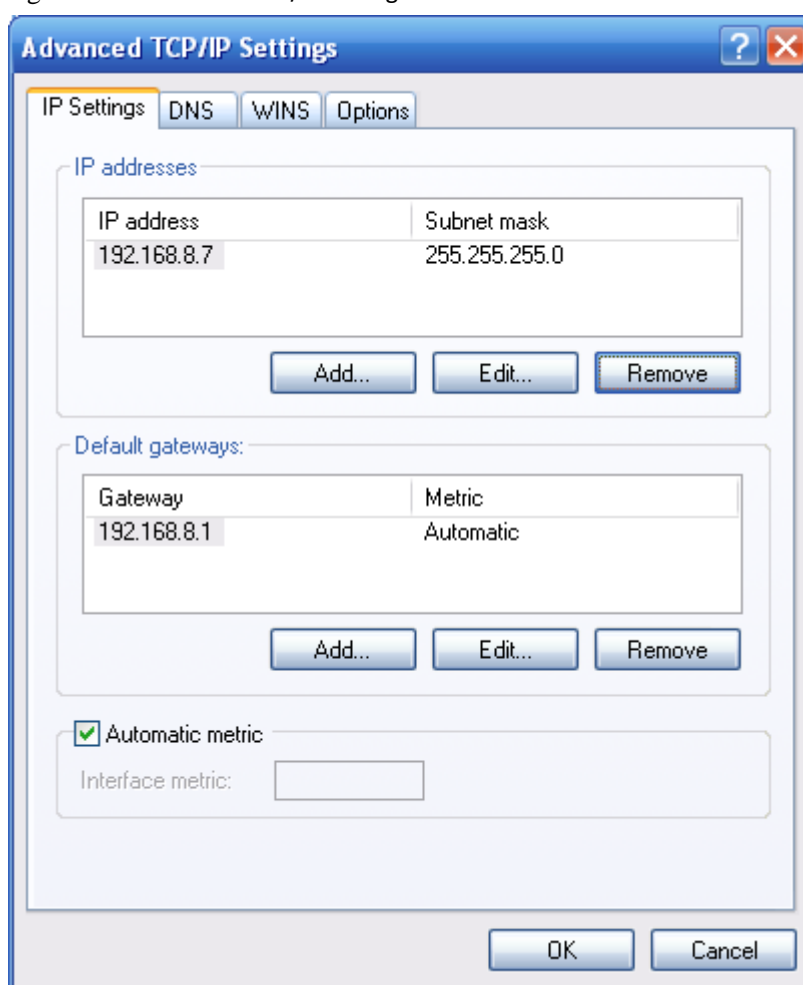 Advanced TCP/IP Settings
IP Settings DNS WINS Options
IP addresses
IP address Subnet mask
192.168.8.7 255.255.255.0
Add... Edit... Remove
Default gateways:
Gateway Metric
192.168.8.1 Automatic
Add... Edit... Remove
Automatic metric
Interface metric:
OK Cancel